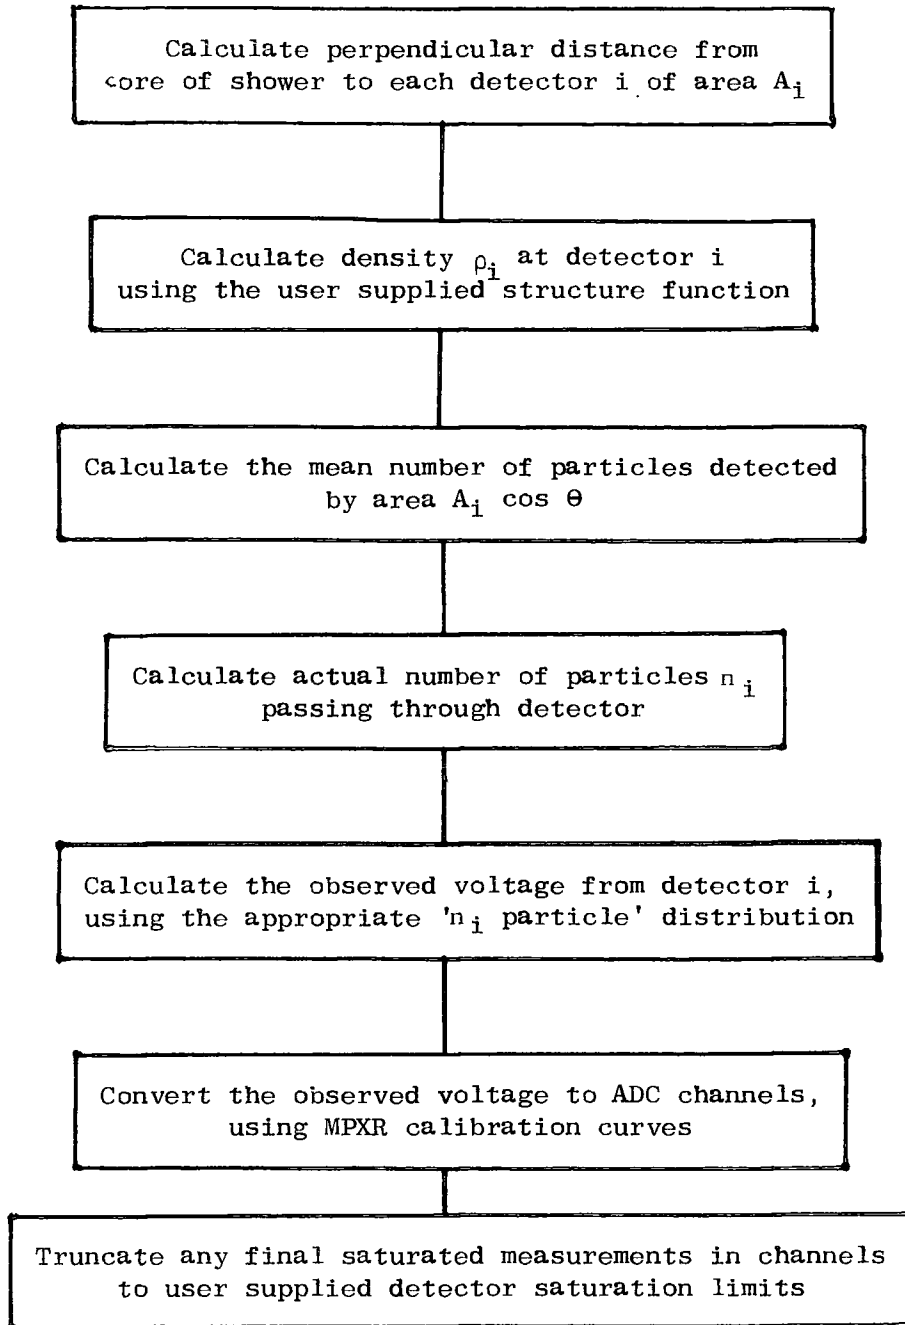 Calculate perpendicular distance from
core of shower to each detector i of area Ai
Calculate density ρi at detector i
using the user supplied structure function
Calculate the mean number of particles detected
by area Ai cos θ
Calculate actual number of particles ni
passing through detector
Calculate the observed voltage from detector i,
using the appropriate 'ni particle' distribution
Convert the observed voltage to ADC channels,
using MPXR calibration curves
Truncate any final saturated measurements in channels
to user supplied detector saturation limits